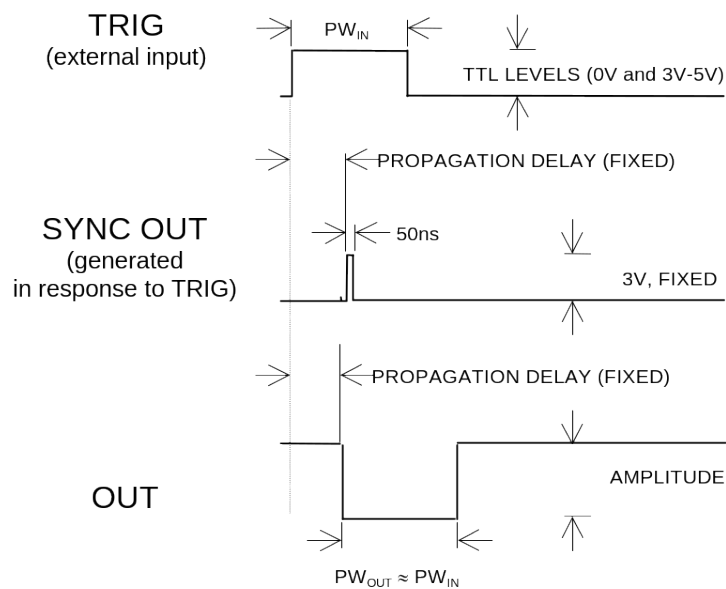 TRIG
(external input)
PW_IN
TTL LEVELS (0V and 3V-5V)
PROPAGATION DELAY (FIXED)
SYNC OUT
(generated
in response to TRIG)
50ns
3V, FIXED
PROPAGATION DELAY (FIXED)
OUT
AMPLITUDE
PW_OUT ≈ PW_IN